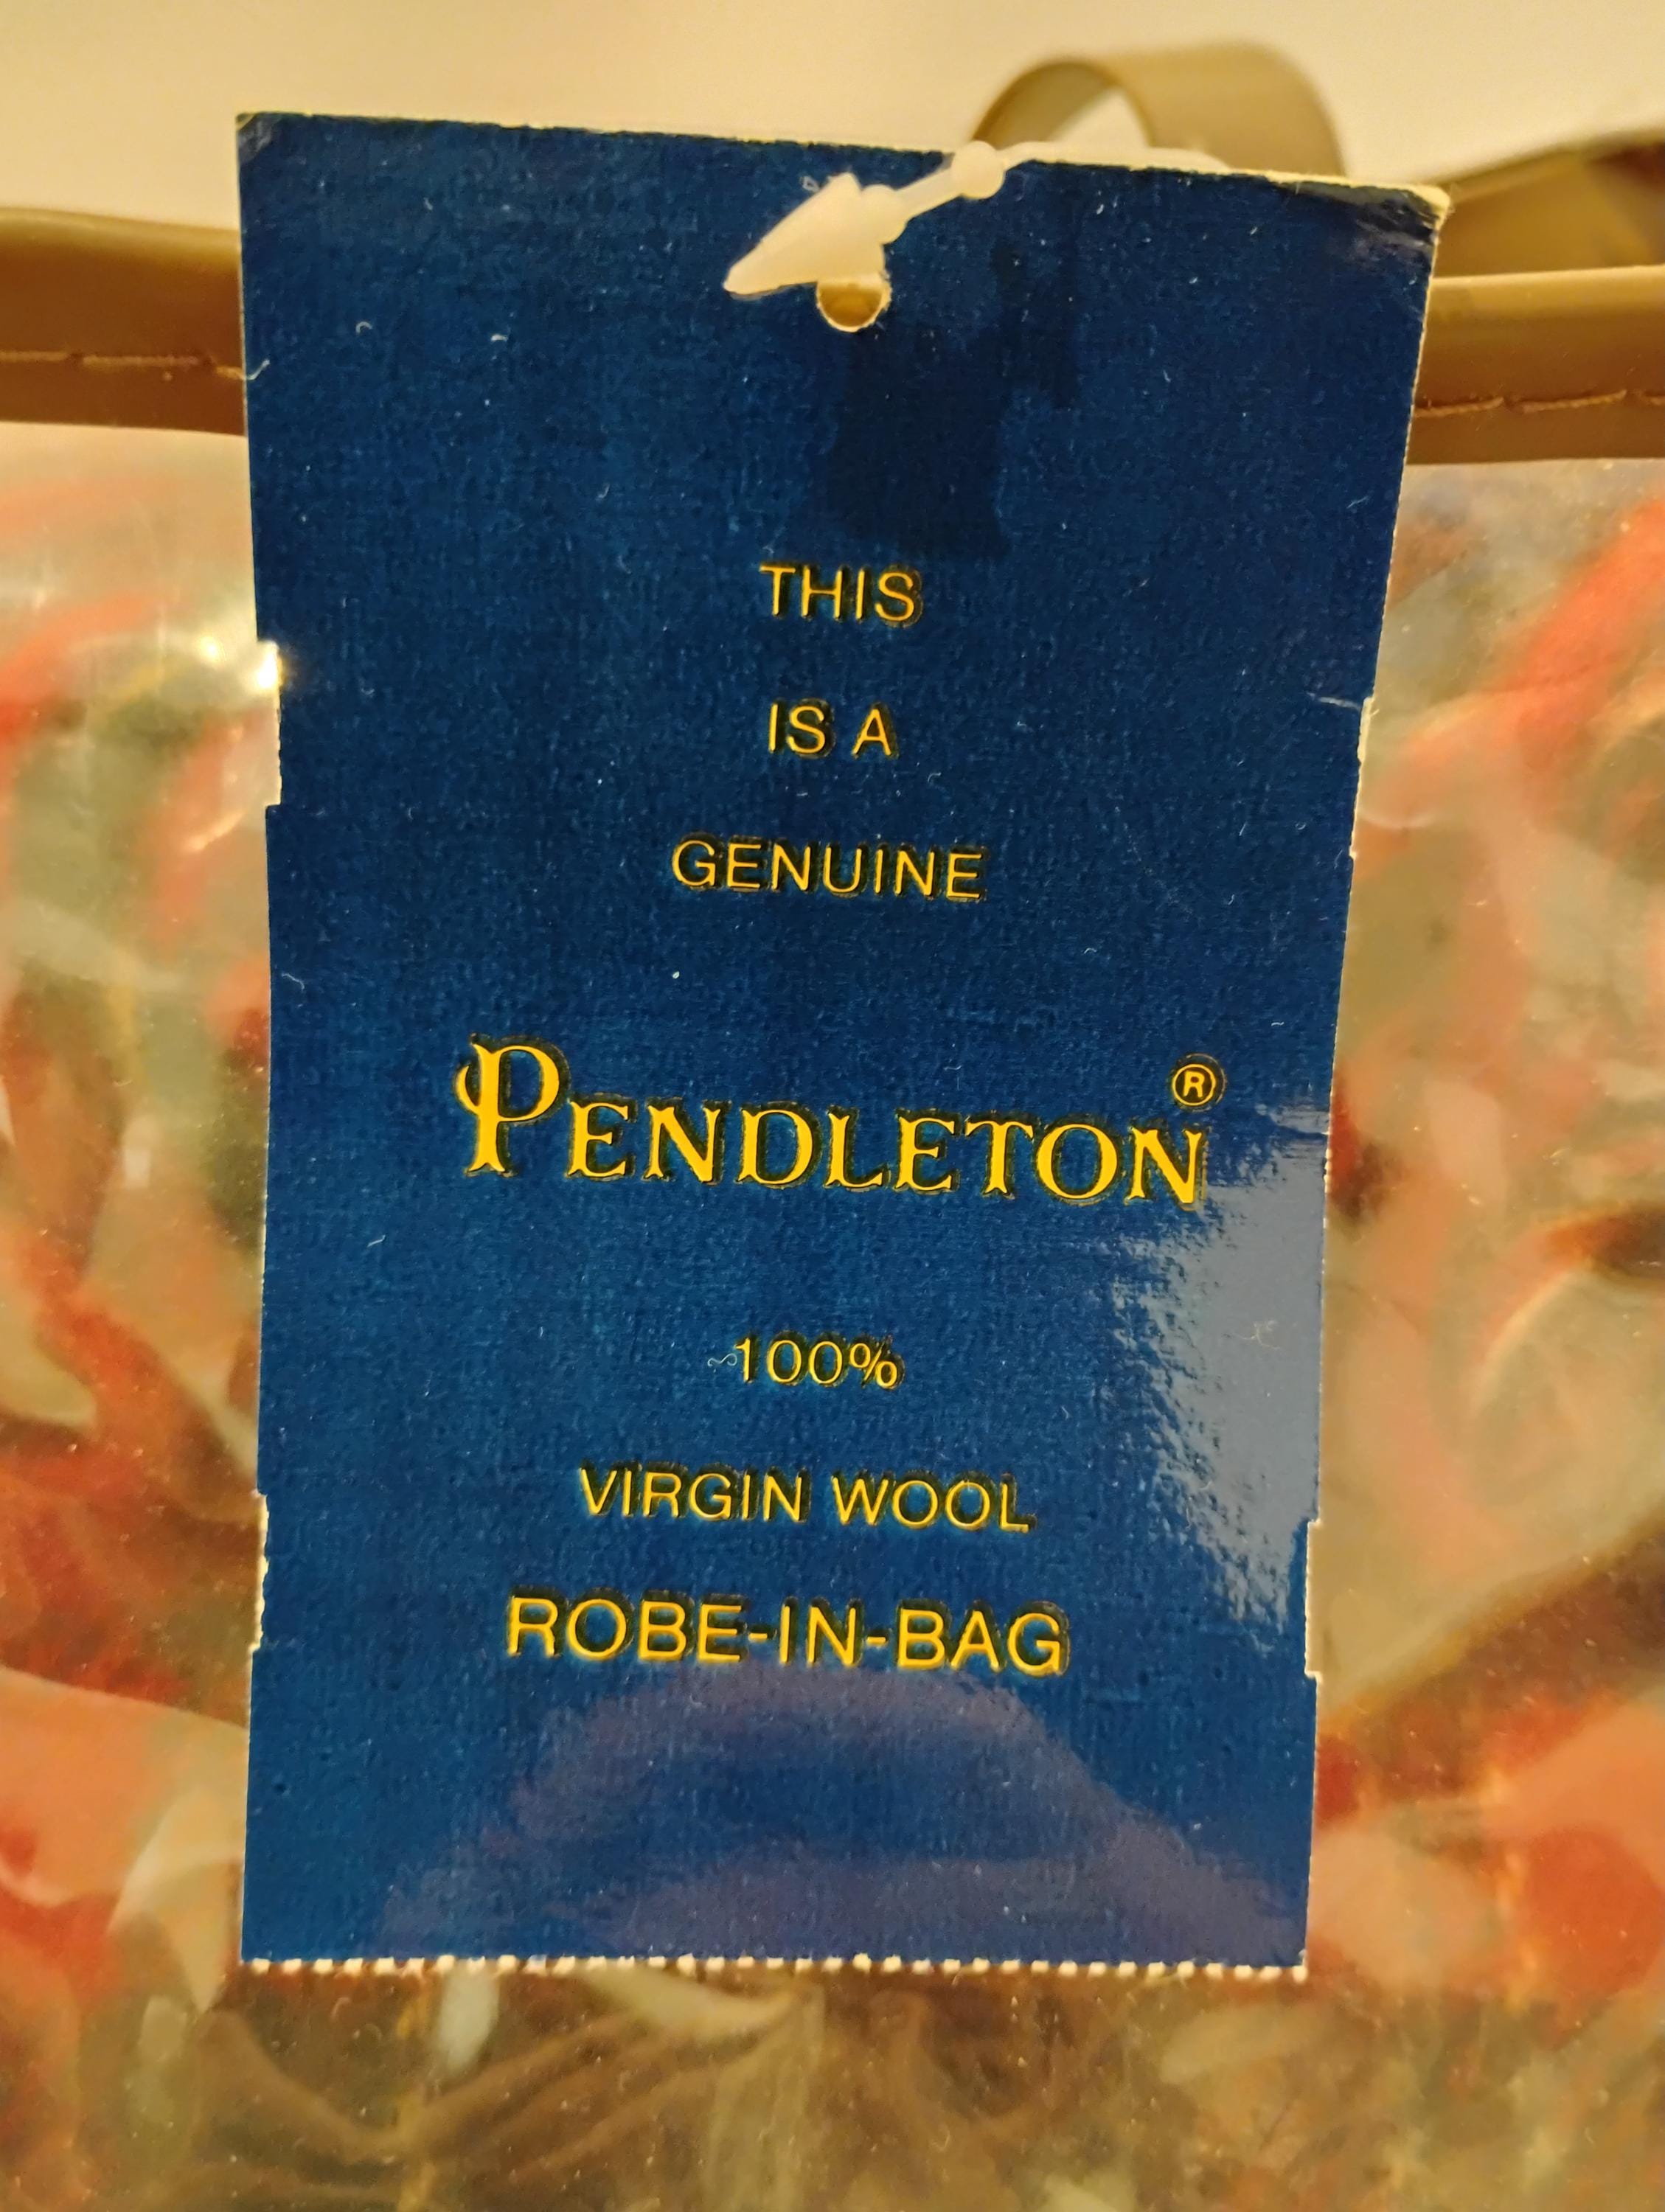 THIS
IS A
GENUINE
PENDLETON®
100%
VIRGIN WOOL
ROBE-IN-BAG